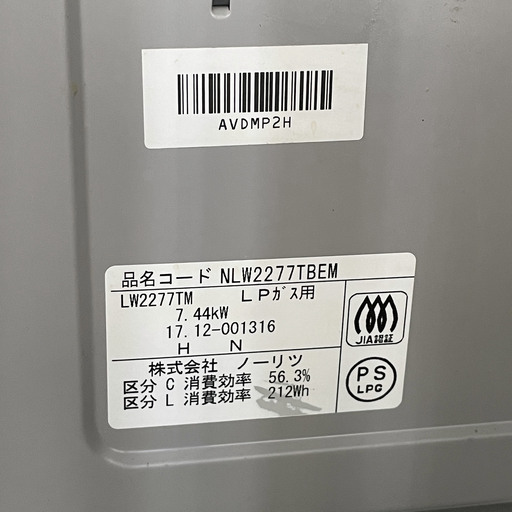 AVDMP2H
品名コード NLW2277TBEM
LW2277TM LPガス用
7.44kW
17.12-001316
H N
株式会社 ノーリツ
区分 C 消費効率 56.3%
区分 L 消費効率 212Wh
JIA認証
PS
LPG